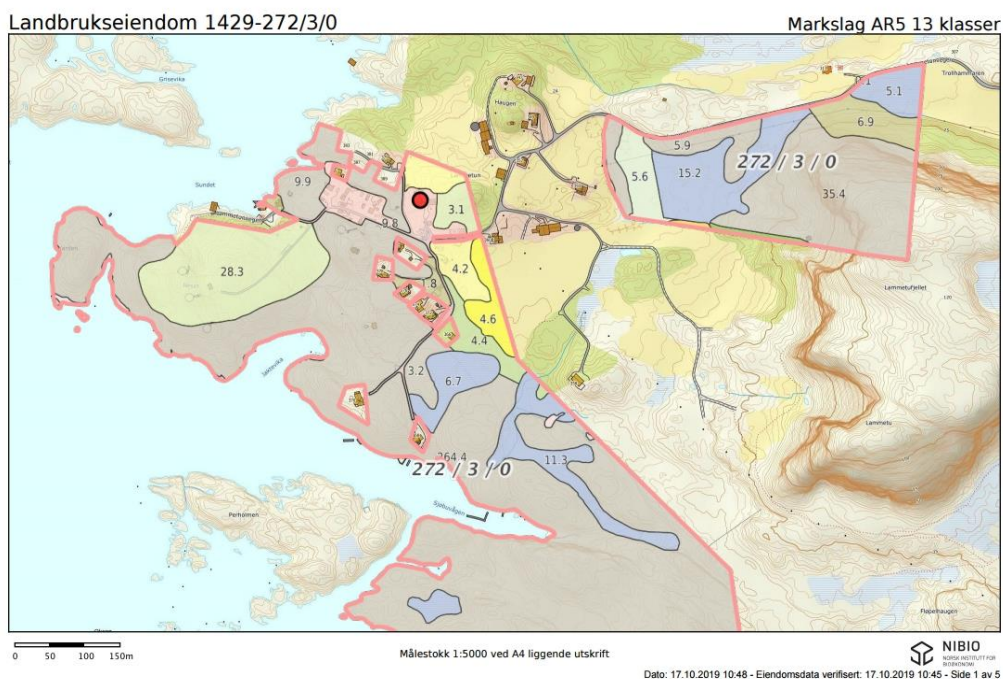 Landbrukseiendom 1429-272/3/0
Markslag AR5 13 klasser
Grisevika
Haugen
Trollhammaren
5.1
6.9
5.9
272 / 3 / 0
Sundet
9.9
5.6
15.2
35.4
3.1
9.8
28.3
4.2
Lammetufjellet
4.6
4.4
3.2
6.7
Lammetu
264.4
272 / 3 / 0
11.3
Perholmen
Sjøbuvågen
Fløpelhaugen
0 50 100 150m
Målestokk 1:5000 ved A4 liggende utskrift
NIBIO
NORSK INSTITUTT FOR
BIOØKONOMI
Dato: 17.10.2019 10:48 - Eiendomsdata verifisert: 17.10.2019 10:45 - Side 1 av 5